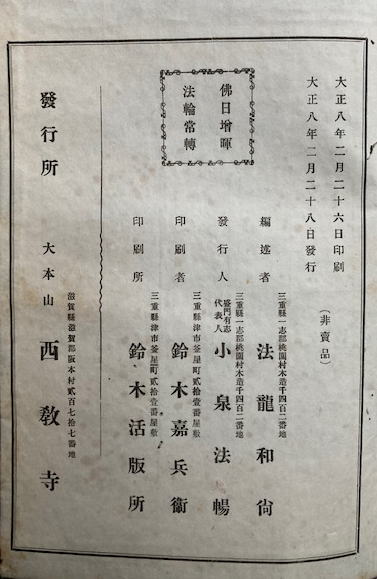 大正八年二月二十六日印刷
大正八年二月二十八日發行
(非賣品)
佛日增暉
法輪常轉
編述者
三重縣一志郡桃園村木造千四百二番地
法龍和尙
發行人
三重縣一志郡桃園村木造千四百二番地
盛門有志
代表人
小泉法暢
印刷者
三重縣津市釜屋町貳拾壹番屋敷
鈴木嘉兵衞
印刷所
三重縣津市釜屋町貳拾壹番屋敷
鈴木活版所
滋賀縣滋賀郡阪本村貳百七拾七番地
發行所 大本山 西敎寺